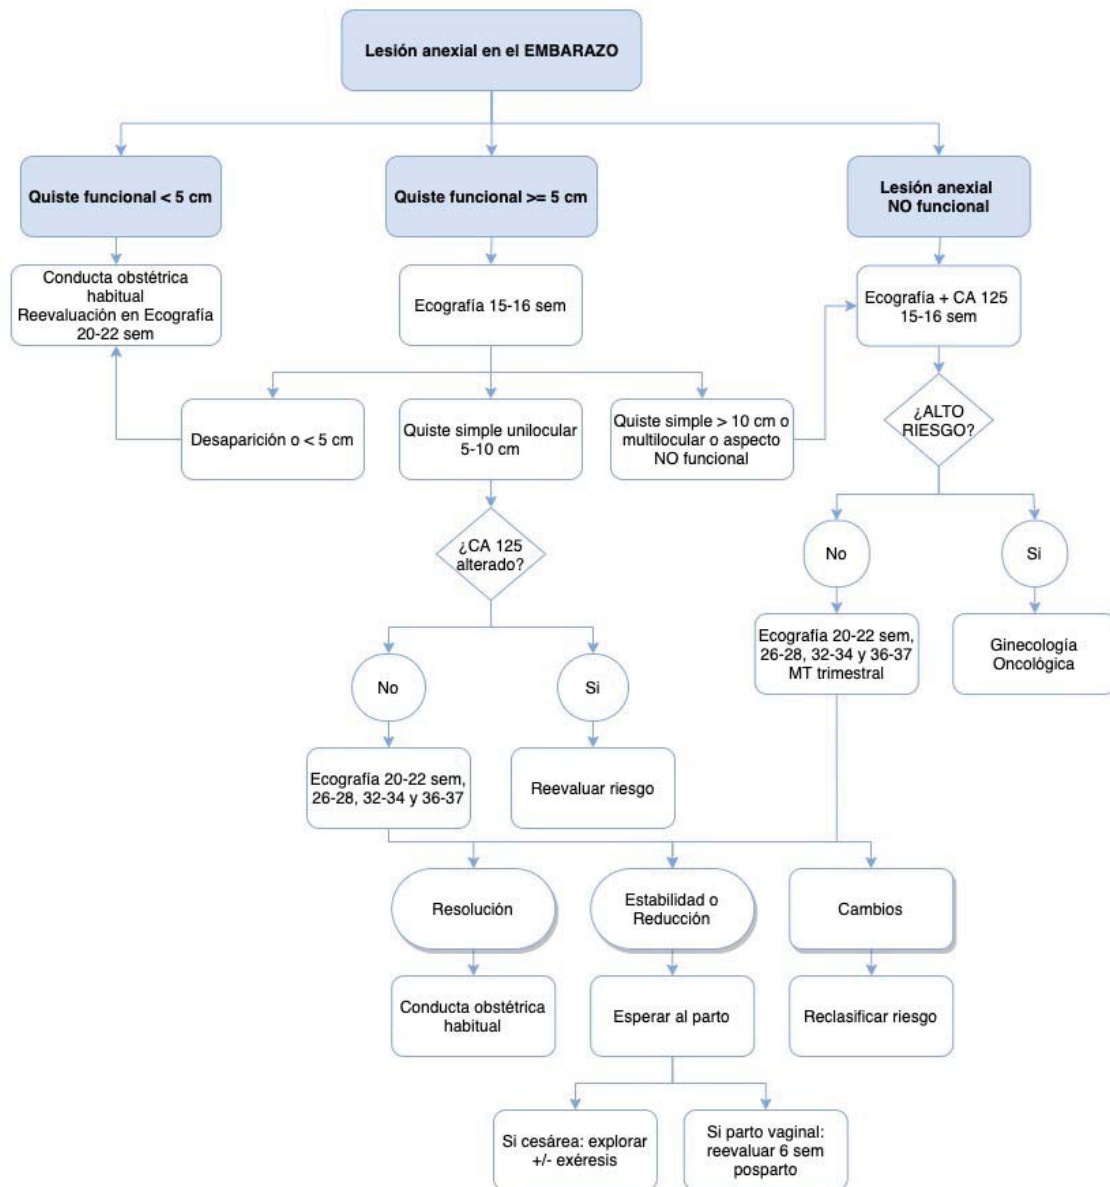 Lesión anexial en el EMBARAZO
Quiste funcional < 5 cm
Quiste funcional >= 5 cm
Lesión anexial
NO funcional
Conducta obstétrica
habitual
Reevaluación en Ecografía
20-22 sem
Ecografía 15-16 sem
Ecografía + CA 125
15-16 sem
Desaparición o < 5 cm
Quiste simple unilocular
5-10 cm
Quiste simple > 10 cm o
multilocular o aspecto
NO funcional
¿ALTO
RIESGO?
¿CA 125
alterado?
No
Si
Ecografía 20-22 sem,
26-28, 32-34 y 36-37
MT trimestral
Ginecología
Oncológica
No
Si
Ecografía 20-22 sem,
26-28, 32-34 y 36-37
Reevaluar riesgo
Resolución
Estabilidad o
Reducción
Cambios
Conducta obstétrica
habitual
Esperar al parto
Reclasificar riesgo
Si cesárea: explorar
+/- exéresis
Si parto vaginal:
reevaluar 6 sem
posparto